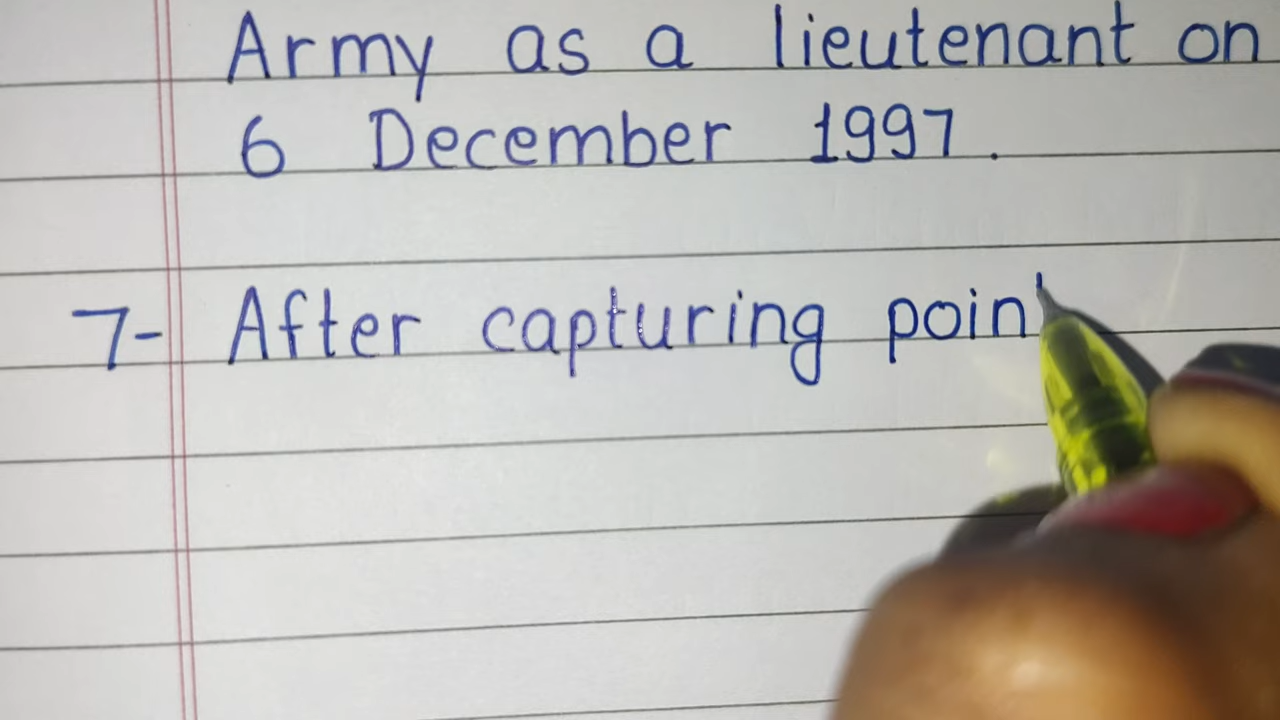 Army as a lieutenant on
6 December 1997.
7- After capturing poin